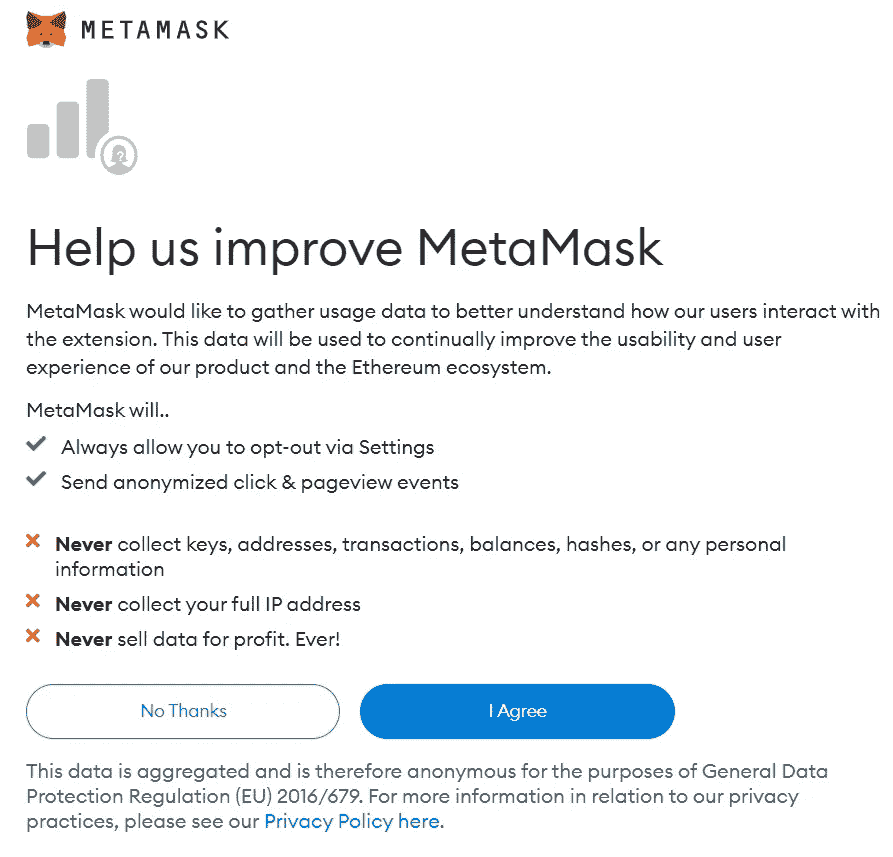 METAMASK
Help us improve MetaMask
MetaMask would like to gather usage data to better understand how our users interact with
the extension. This data will be used to continually improve the usability and user
experience of our product and the Ethereum ecosystem.
MetaMask will..
Always allow you to opt-out via Settings
Send anonymized click & pageview events
Never collect keys, addresses, transactions, balances, hashes, or any personal
information
Never collect your full IP address
Never sell data for profit. Ever!
No Thanks
I Agree
This data is aggregated and is therefore anonymous for the purposes of General Data
Protection Regulation (EU) 2016/679. For more information in relation to our privacy
practices, please see our Privacy Policy here.